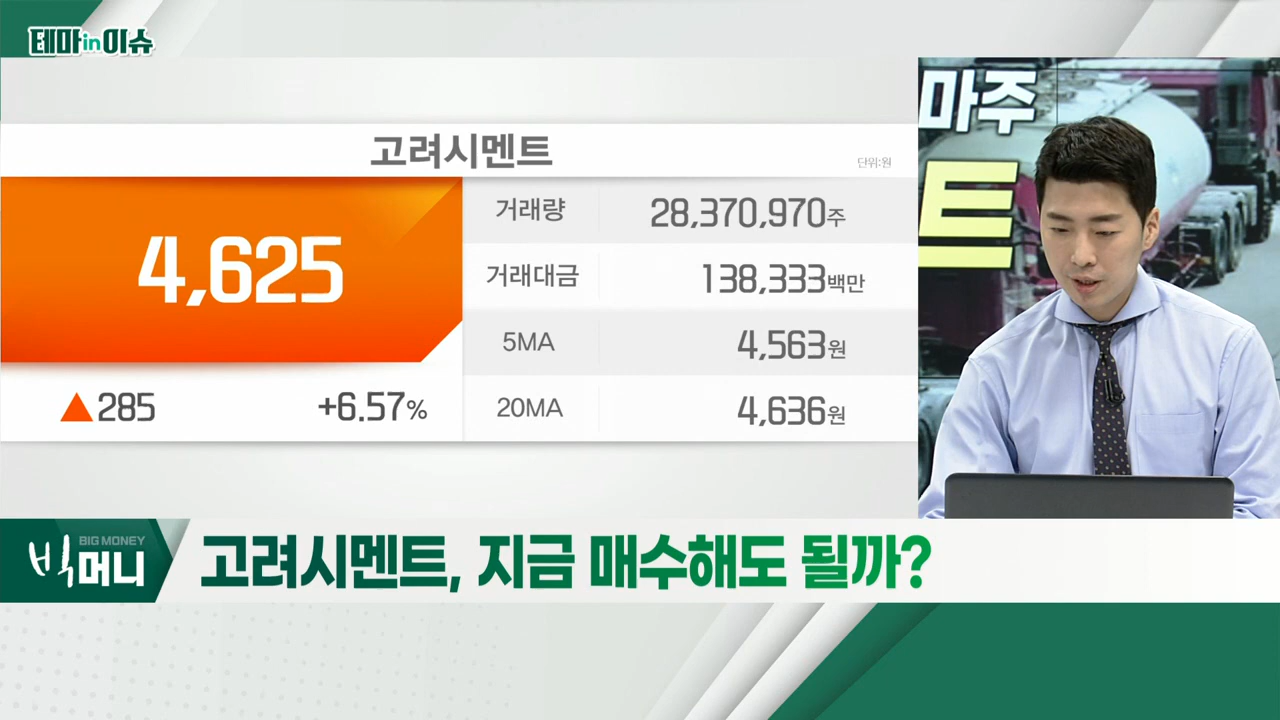 테마in이슈
고려시멘트
단위:원
4,625
▲285 +6.57%
거래량 28,370,970주
거래대금 138,333백만
5MA 4,563원
20MA 4,636원
마주
트
BIG MONEY
빅머니
고려시멘트, 지금 매수해도 될까?